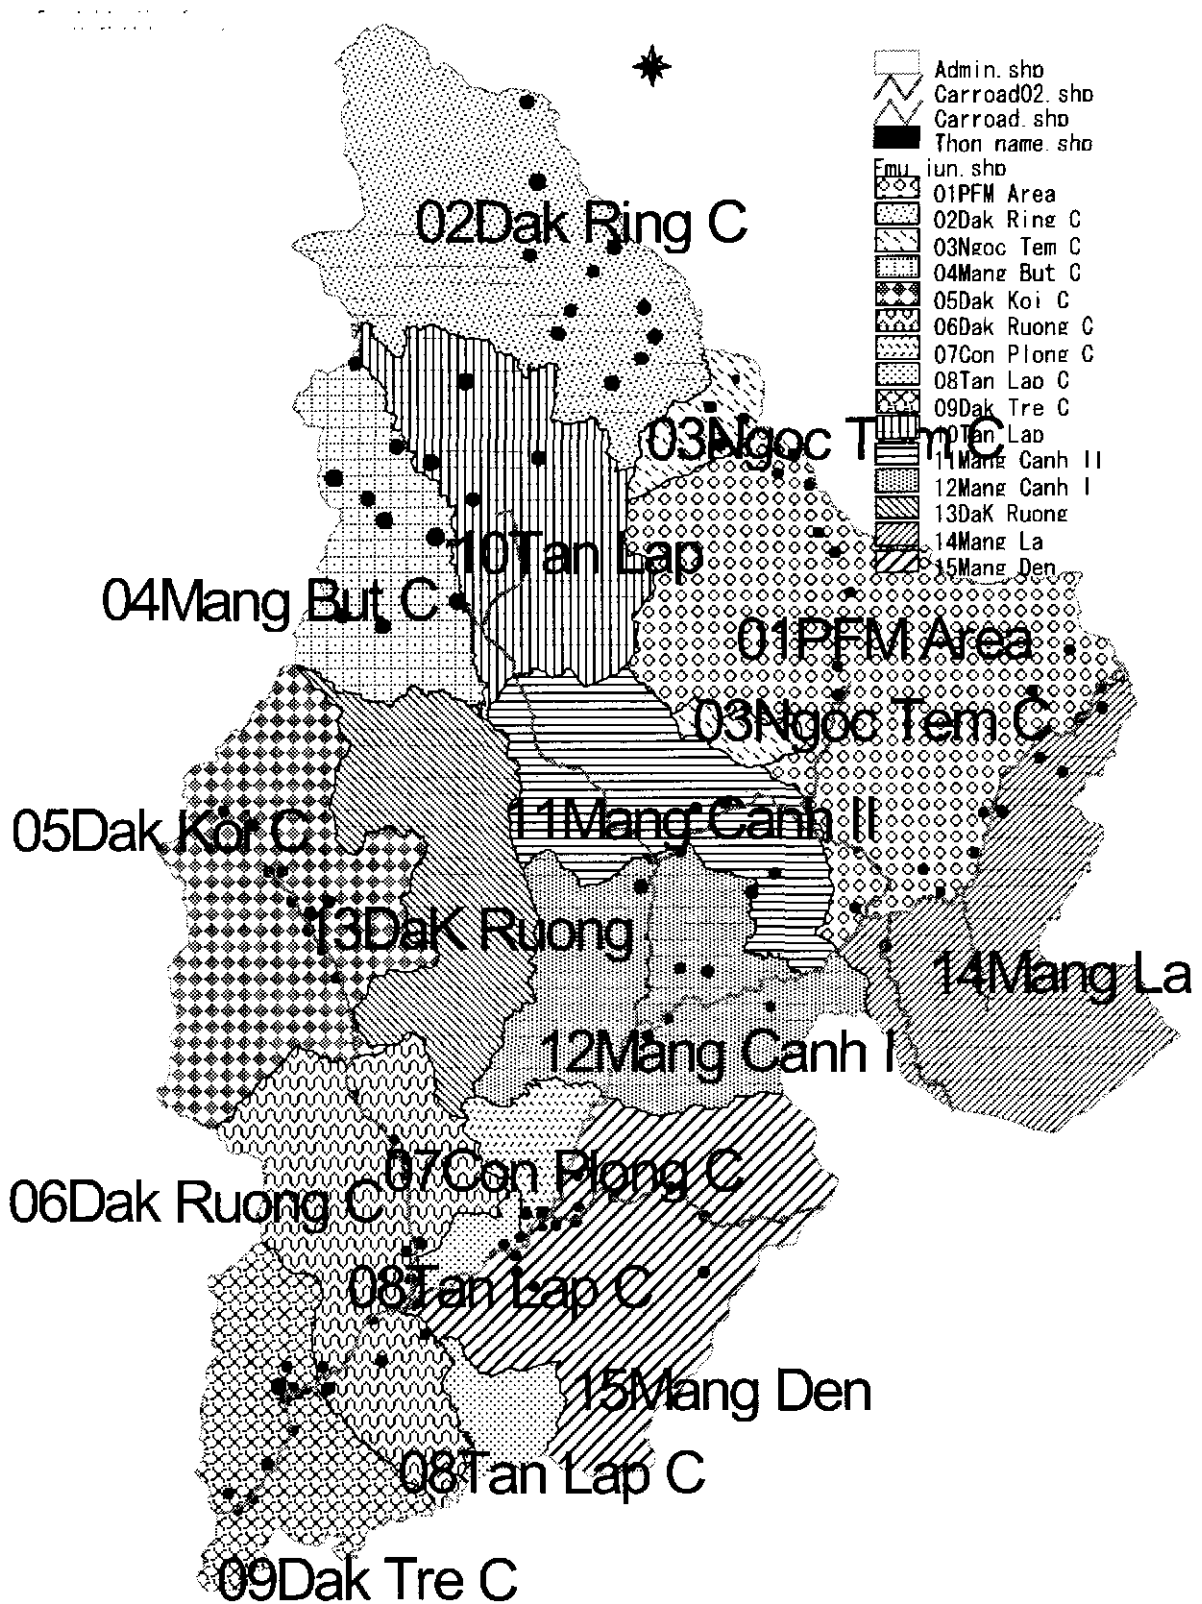 Admin.shp
Carroad02.shp
Carroad.shp
Thon name.shp
Fmu_jun.shp
01PFM Area
02Dak Ring C
03Ngoc Tem C
04Mang But C
05Dak Koi C
06Dak Ruong C
07Con Plong C
08Tan Lap C
09Dak Tre C
10Tan Lap
11Mang Canh II
12Mang Canh I
13DaK Ruong
14Mang La
15Mang Den
02Dak Ring C
03Ngoc Tem C
10Tan Lap
04Mang But C
01PFM Area
03Ngoc Tem C
11Mang Canh II
05Dak Koi C
13DaK Ruong
14Mang La
12Mang Canh I
07Con Plong C
06Dak Ruong C
08Tan Lap C
15Mang Den
08Tan Lap C
09Dak Tre C